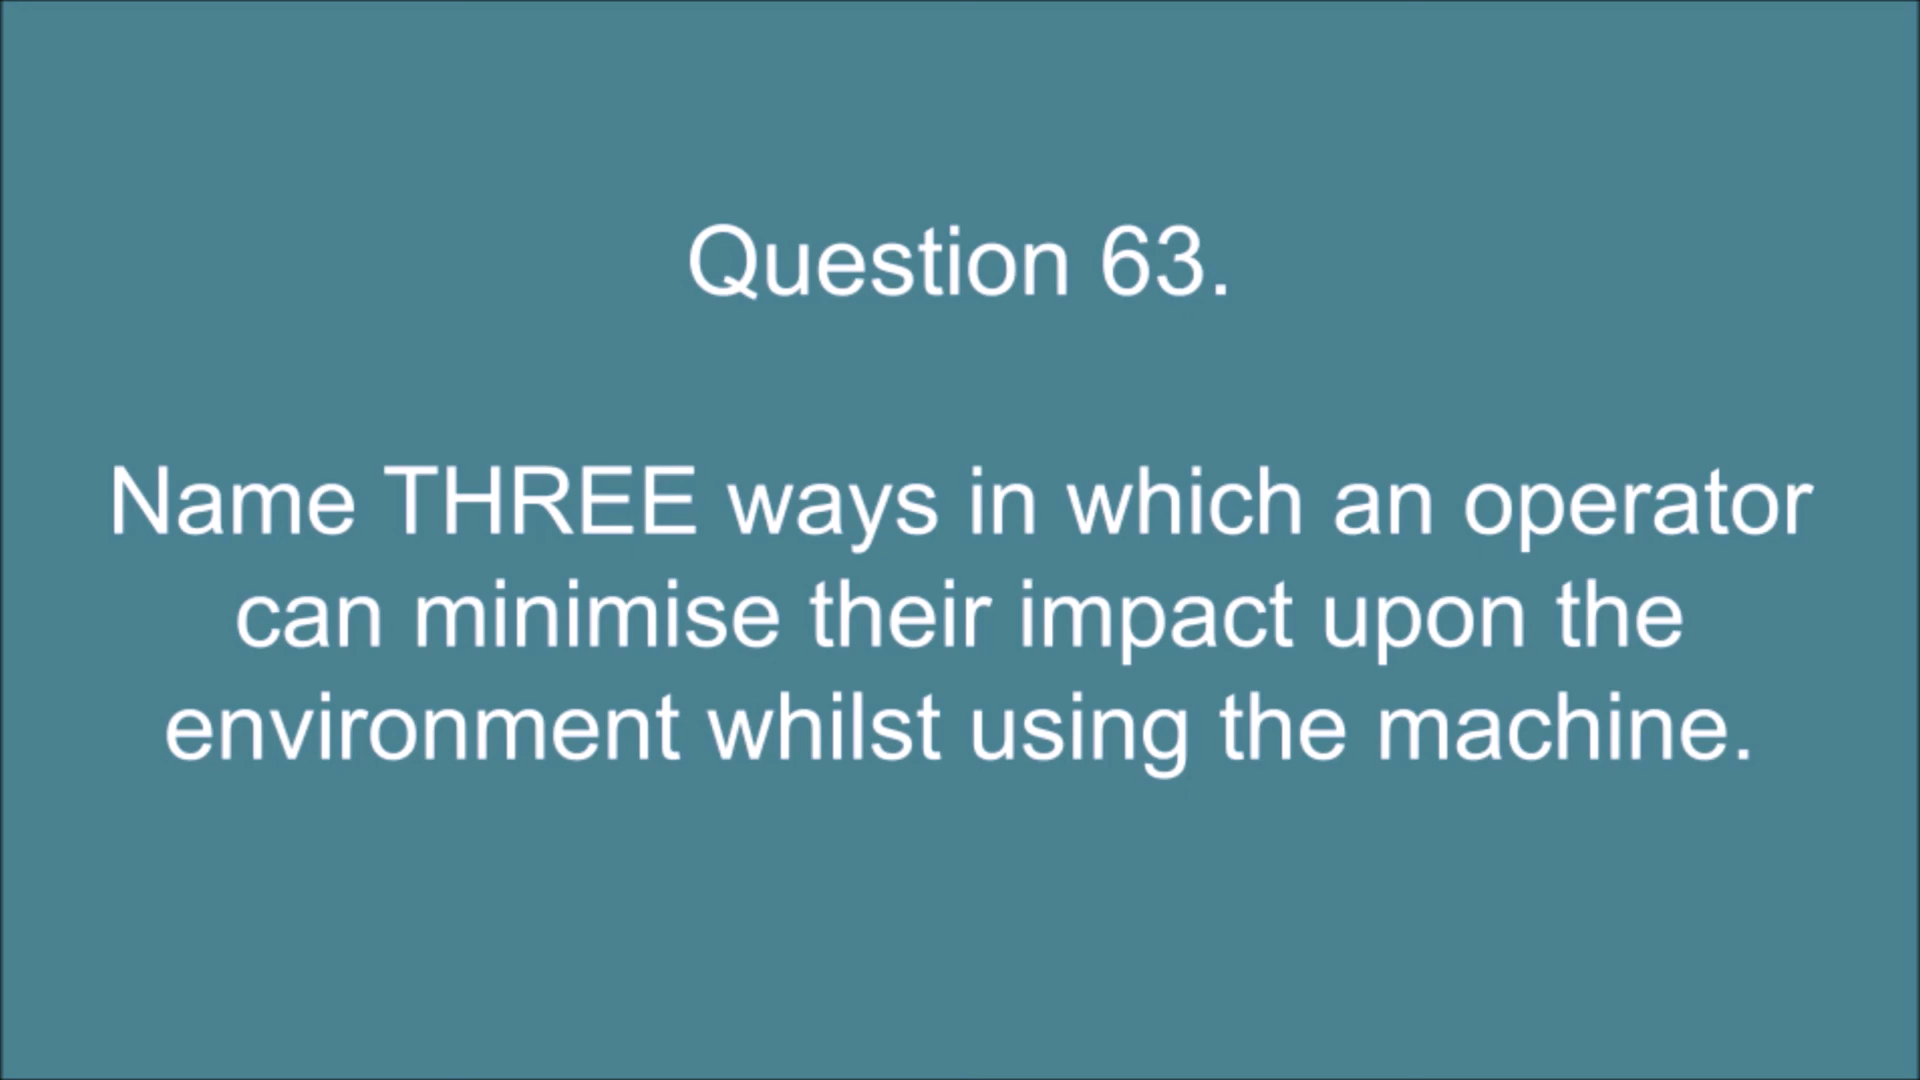 Question 63.
Name THREE ways in which an operator
can minimise their impact upon the
environment whilst using the machine.